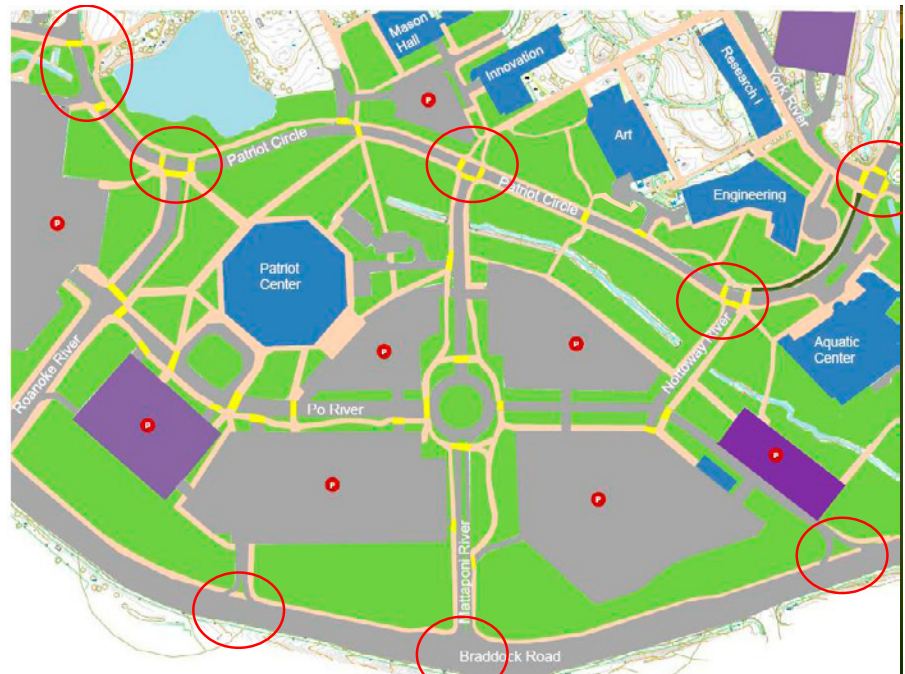 Mason
Hall
Innovation
Research I
York River
P
Art
Patriot Circle
Patriot Circle
Engineering
P
Patriot
Center
Nottoway River
Aquatic
Center
P
P
Roanoke River
Po River
P
P
P
P
Mattaponi River
Braddock Road